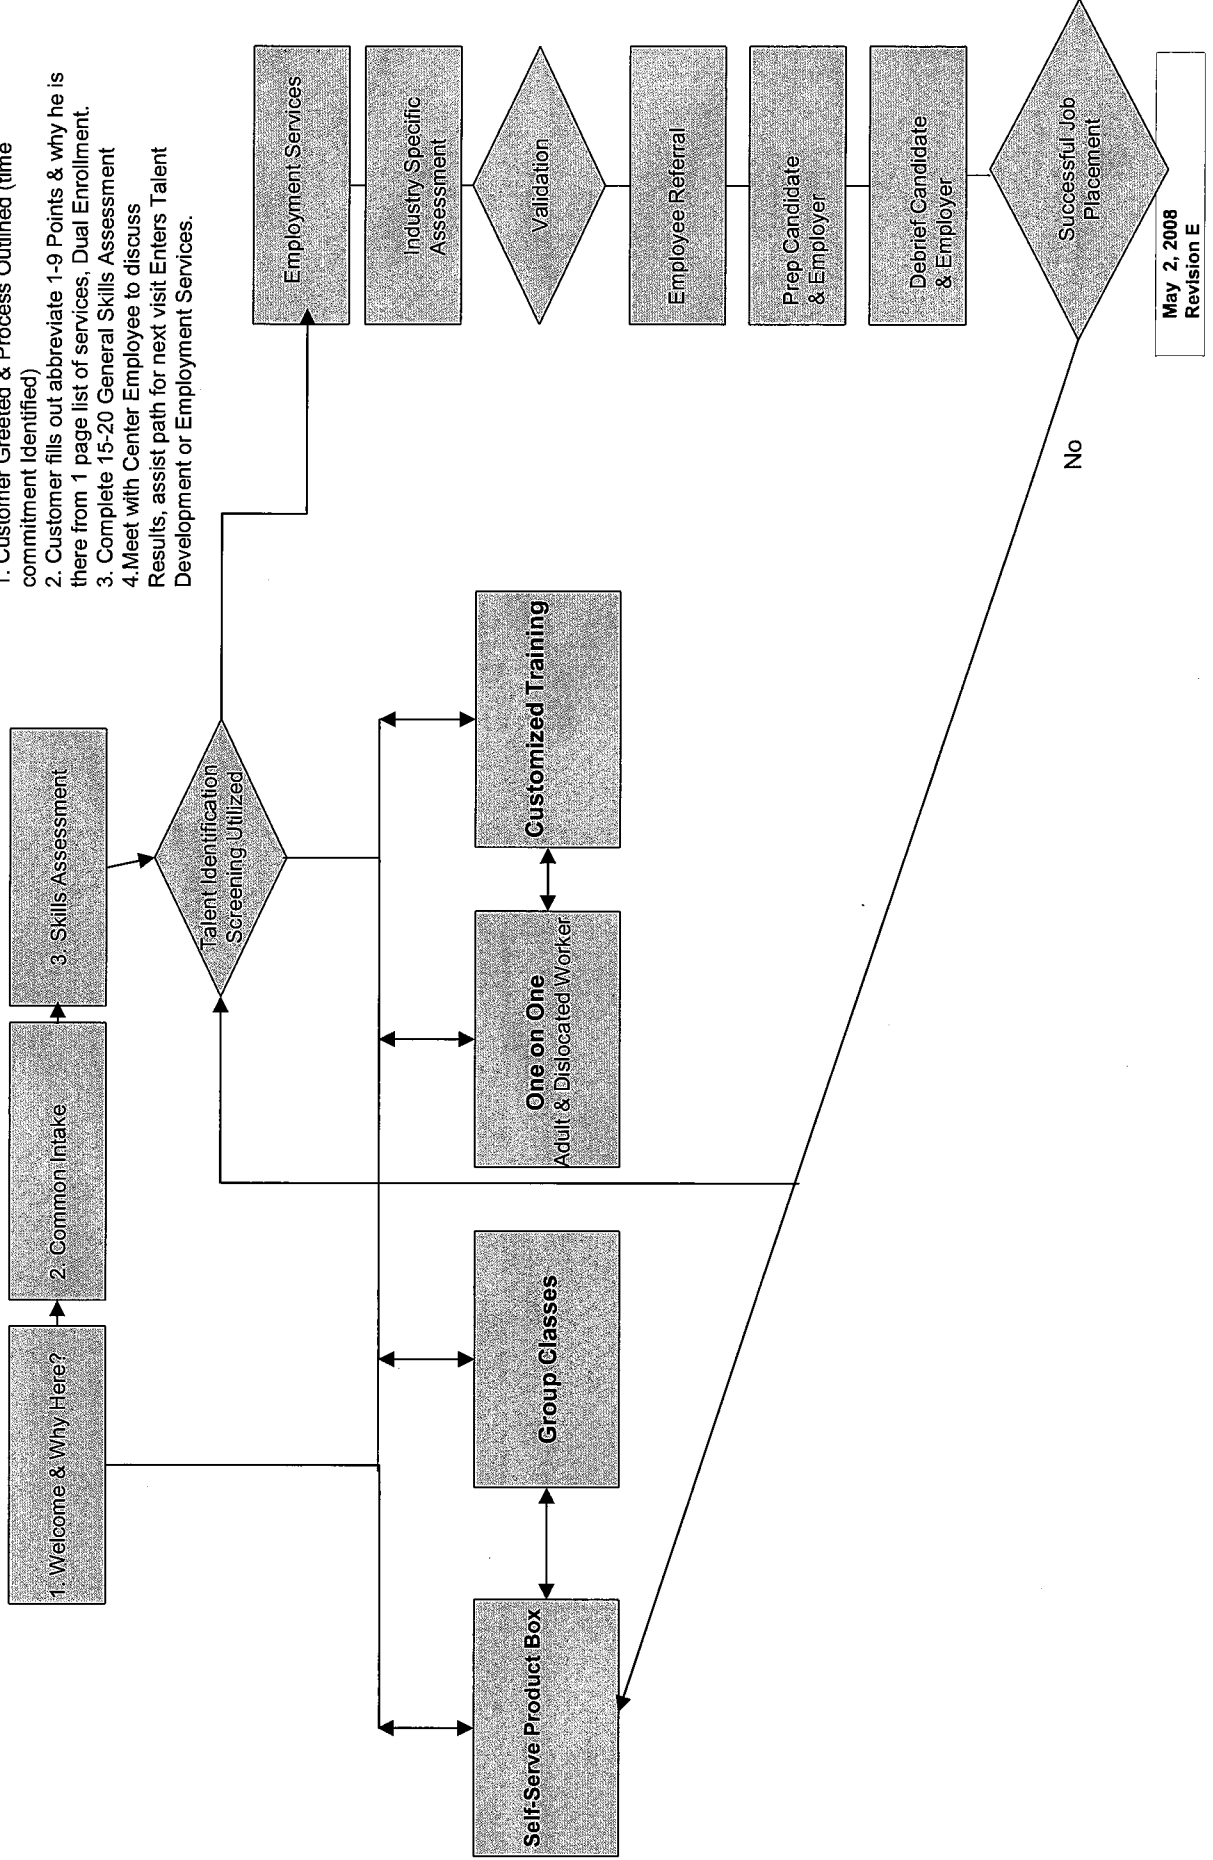 1. Customer Greeted & Process Outlined (time
commitment Identified)
2. Customer fills out abbreviate 1-9 Points & why he is
there from 1 page list of services, Dual Enrollment.
3. Complete 15-20 General Skills Assessment
4.Meet with Center Employee to discuss
Results, assist path for next visit Enters Talent
Development or Employment Services.
1. Welcome & Why Here?
2. Common Intake
3. Skills Assessment
Talent Identification
Screening Utilized
Employment Services
Industry Specific
Assessment
Validation
Employee Referral
Prep Candidate
& Employer
Debrief Candidate
& Employer
Successful Job
Placement
Self-Serve Product Box
Group Classes
One on One
Adult & Dislocated Worker
Customized Training
No
May 2, 2008
Revision E